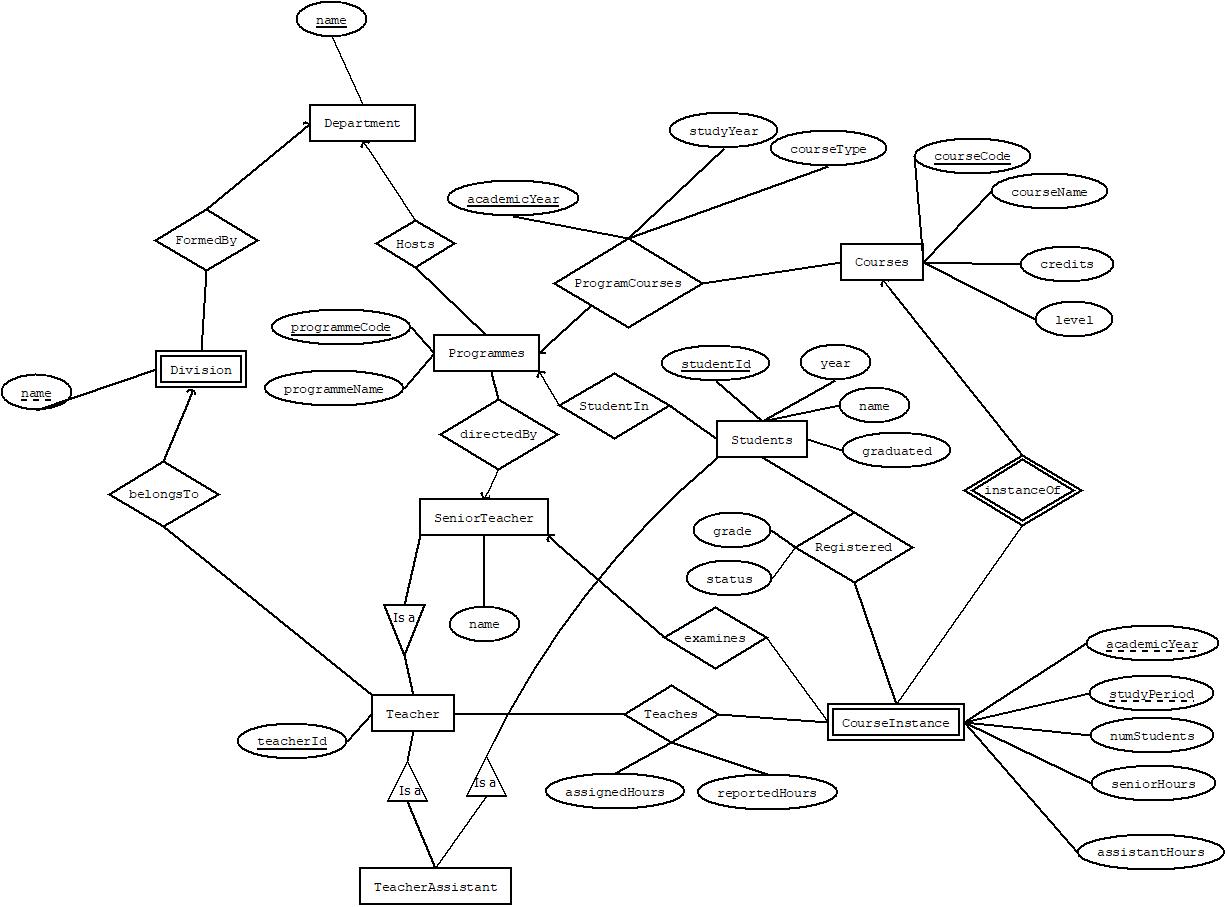 name
Department
studyYear
courseType
courseCode
academicYear
courseName
FormedBy
Hosts
Courses
credits
ProgramCourses
programmeCode
level
Programmes
Division
studentId
year
programmeName
name
StudentIn
name
directedBy
Students
graduated
belongsTo
instanceOf
SeniorTeacher
grade
Registered
status
Is a
name
examines
academicYear
studyPeriod
Teacher
Teaches
CourseInstance
teacherId
numStudents
Is a
Is a
seniorHours
assignedHours
reportedHours
assistantHours
TeacherAssistant